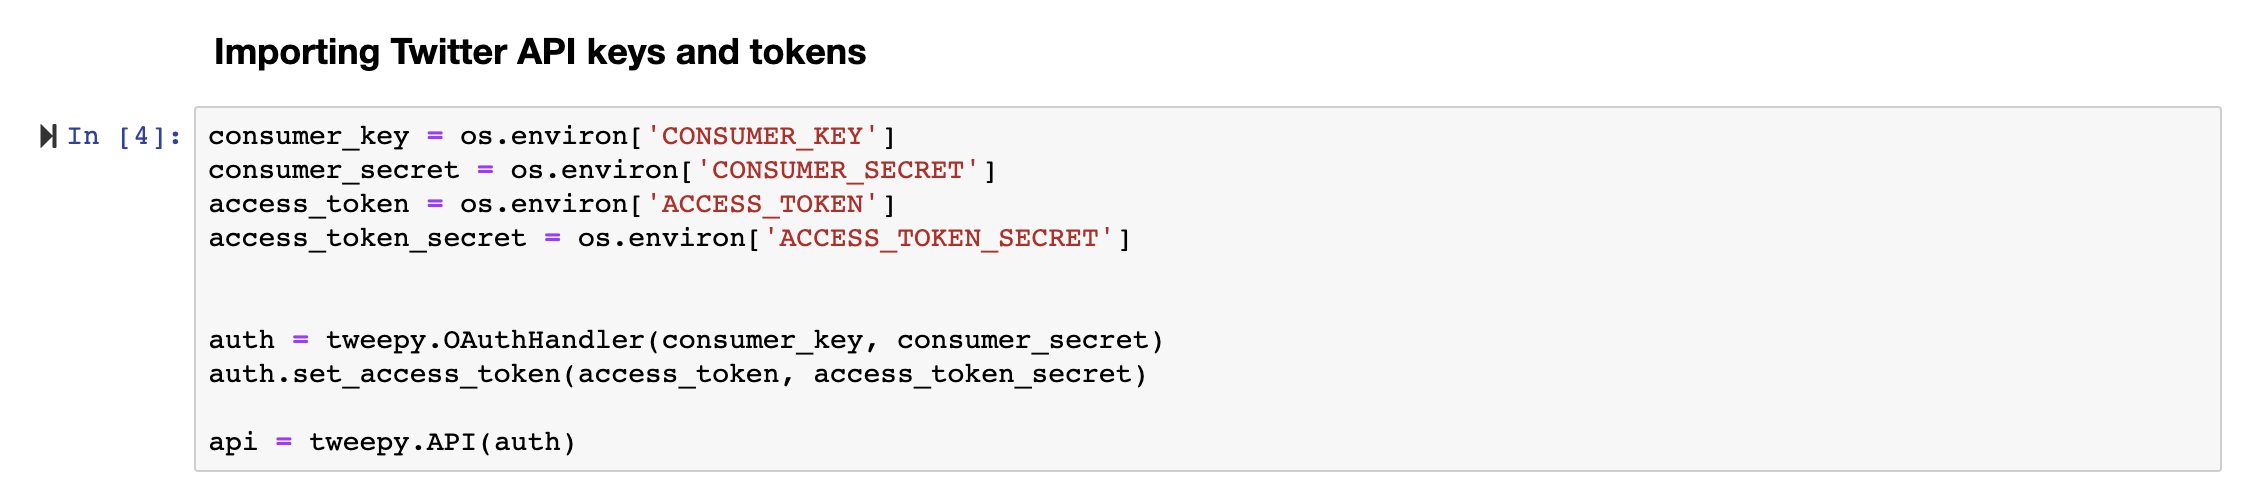 Importing Twitter API keys and tokens
In [4]:
consumer_key = os.environ['CONSUMER_KEY']
consumer_secret = os.environ['CONSUMER_SECRET']
access_token = os.environ['ACCESS_TOKEN']
access_token_secret = os.environ['ACCESS_TOKEN_SECRET']
auth = tweepy.OAuthHandler(consumer_key, consumer_secret)
auth.set_access_token(access_token, access_token_secret)
api = tweepy.API(auth)